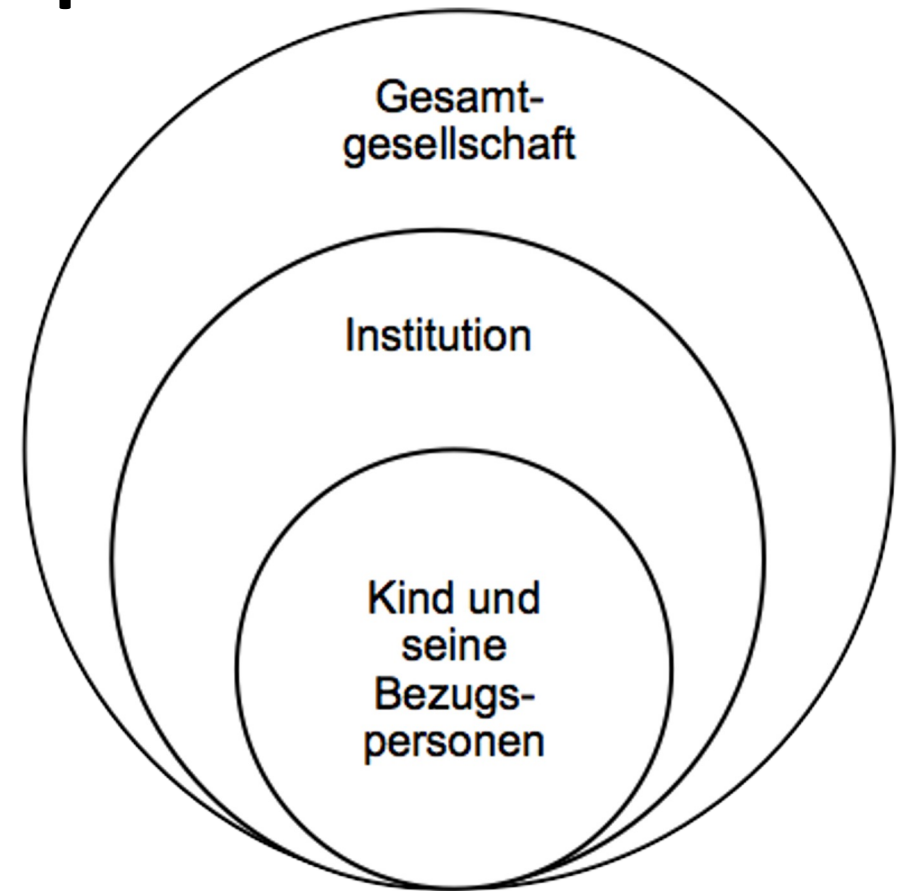 Gesamt-
gesellschaft
Institution
Kind und
seine
Bezugs-
personen